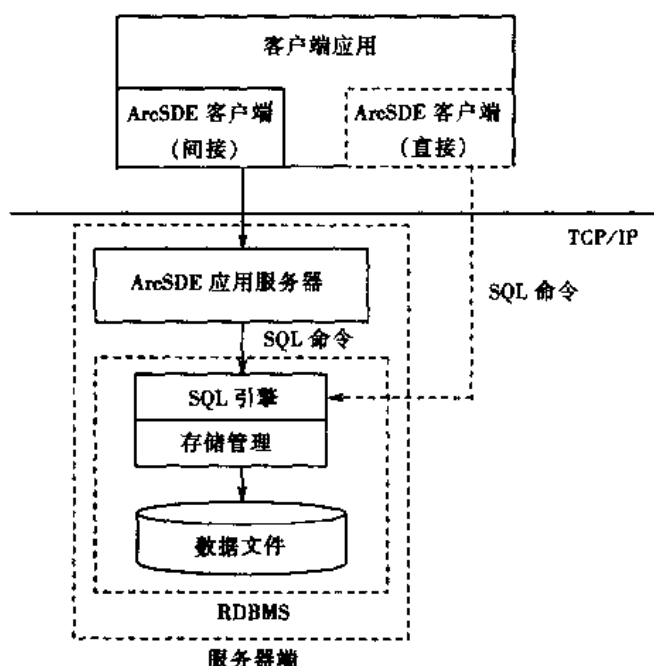 客户端应用
ArcSDE 客户端
(间接)
ArcSDE 客户端
(直接)
TCP/IP
ArcSDE 应用服务器
SQL 命令
SQL 命令
SQL 引擎
存储管理
数据文件
RDBMS
服务器端